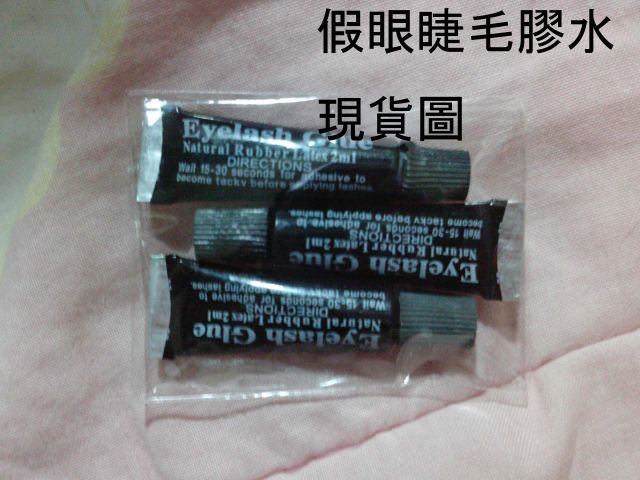 假眼睫毛膠水
現貨圖
Eyelash Glue
Natural Rubber Latex 2ml
DIRECTIONS
Wait 15-30 seconds for adhesive to
become tacky before applying lashes.
Eyelash Glue
Natural Rubber Latex 2ml
DIRECTIONS
Wait 15-30 seconds for adhesive to
become tacky before applying lashes.
Eyelash Glue
Natural Rubber Latex 2ml
DIRECTIONS
Wait 15-30 seconds for adhesive to
become tacky before applying lashes.